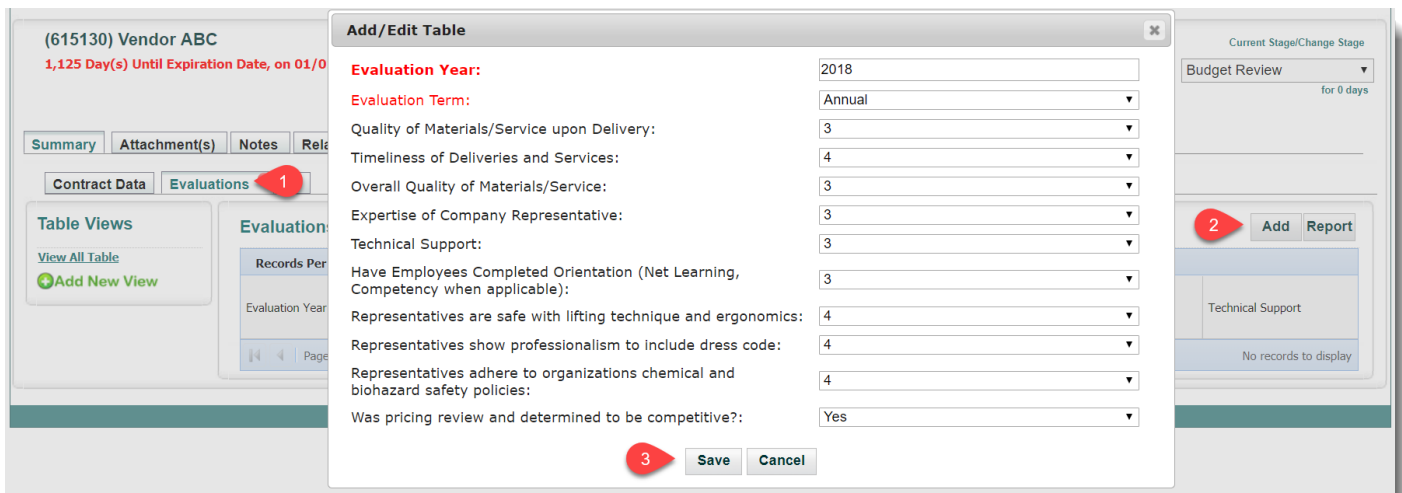 (615130) Vendor ABC
1,125 Day(s) Until Expiration Date, on 01/0
Current Stage/Change Stage
Budget Review
for 0 days
Summary Attachment(s) Notes Rela
Contract Data Evaluations 1
Table Views
View All Table
Add New View
Evaluations
2 Add Report
Records Per
Evaluation Year
Technical Support
Page
No records to display
Add/Edit Table
Evaluation Year: 2018
Evaluation Term: Annual
Quality of Materials/Service upon Delivery: 3
Timeliness of Deliveries and Services: 4
Overall Quality of Materials/Service: 3
Expertise of Company Representative: 3
Technical Support: 3
Have Employees Completed Orientation (Net Learning,
Competency when applicable): 3
Representatives are safe with lifting technique and ergonomics: 4
Representatives show professionalism to include dress code: 4
Representatives adhere to organizations chemical and
biohazard safety policies: 4
Was pricing review and determined to be competitive?: Yes
3 Save Cancel